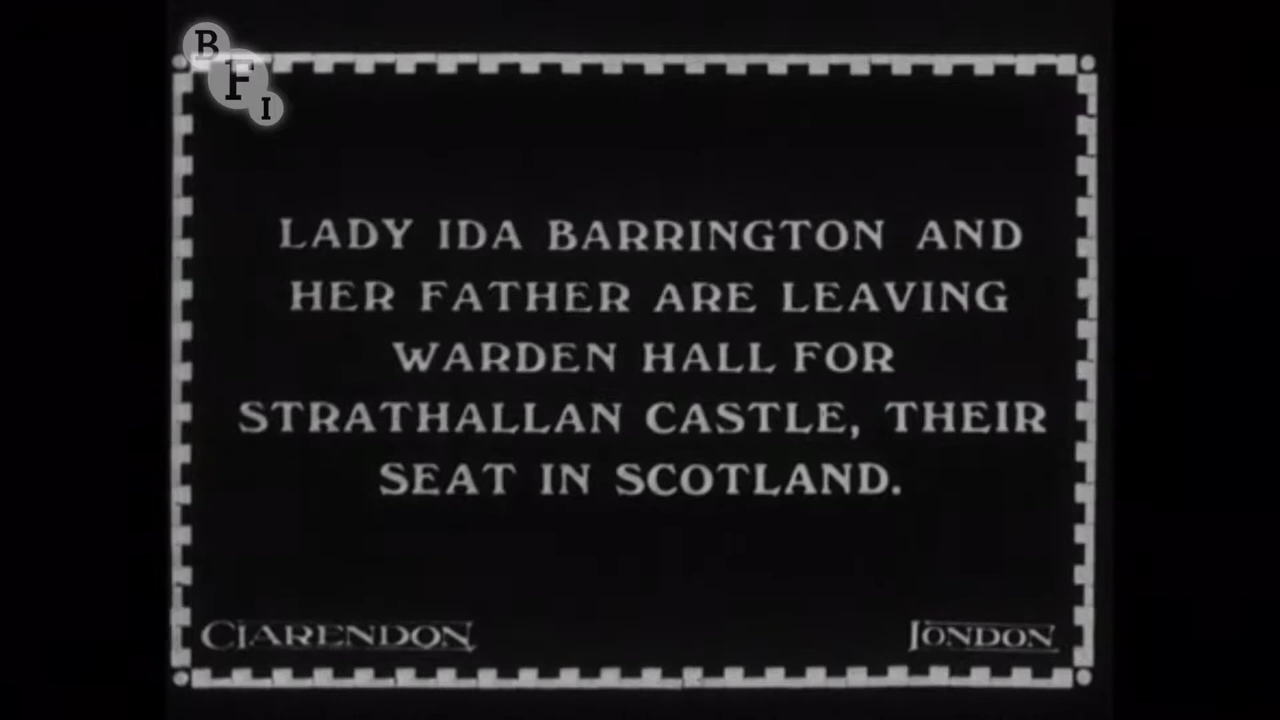 BFI
LADY IDA BARRINGTON AND
HER FATHER ARE LEAVING
WARDEN HALL FOR
STRATHALLAN CASTLE, THEIR
SEAT IN SCOTLAND.
CLARENDON LONDON